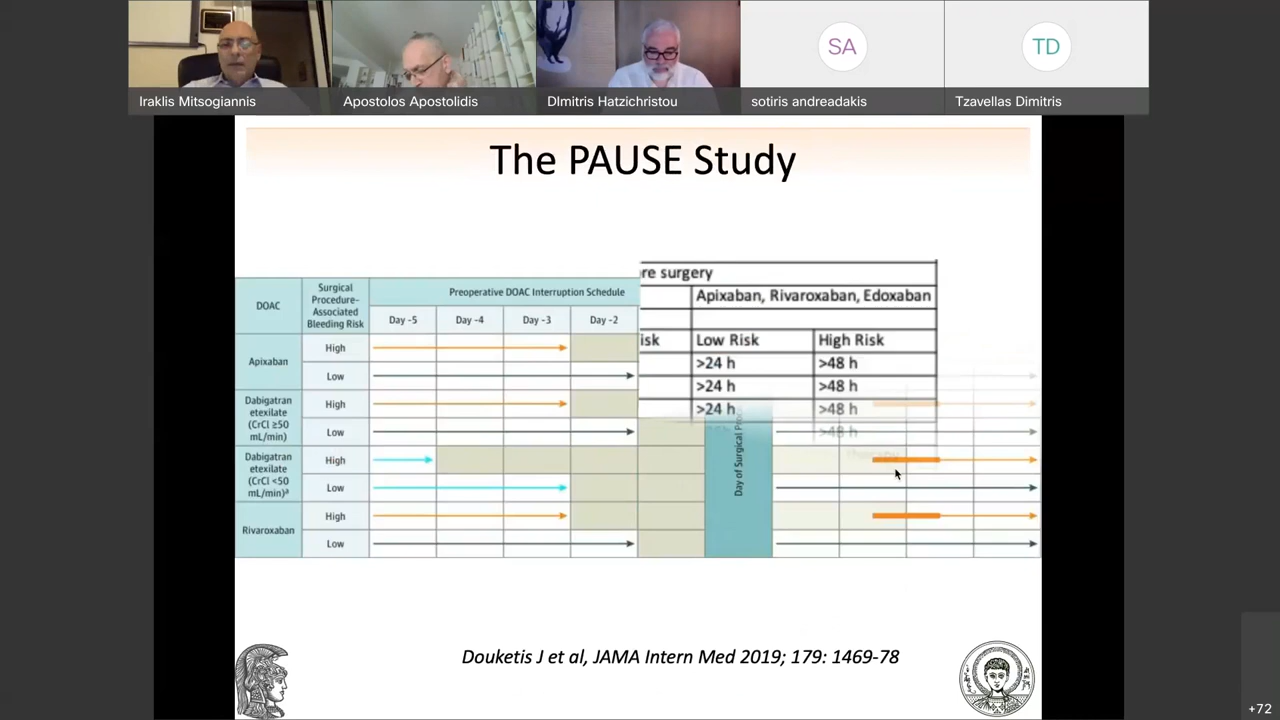 SA
TD
Iraklis Mitsogiannis
Apostolos Apostolidis
DImitris Hatzichristou
sotiris andreadakis
Tzavellas Dimitris
The PAUSE Study
re surgery
Apixaban, Rivaroxaban, Edoxaban
isk
Low Risk
High Risk
>24 h
>48 h
>24 h
>48 h
>24 h
>48 h
>48 h
DOAC
Surgical
Procedure-
Associated
Bleeding Risk
Preoperative DOAC Interruption Schedule
Day -5
Day -4
Day -3
Day -2
Apixaban
High
Low
Dabigatran
etexilate
(CrCl ≥50
mL/min)
High
Low
Dabigatran
etexilate
(CrCl <50
mL/min)ª
High
Low
Rivaroxaban
High
Low
Day of Surgical
Douketis J et al, JAMA Intern Med 2019; 179: 1469-78
+72